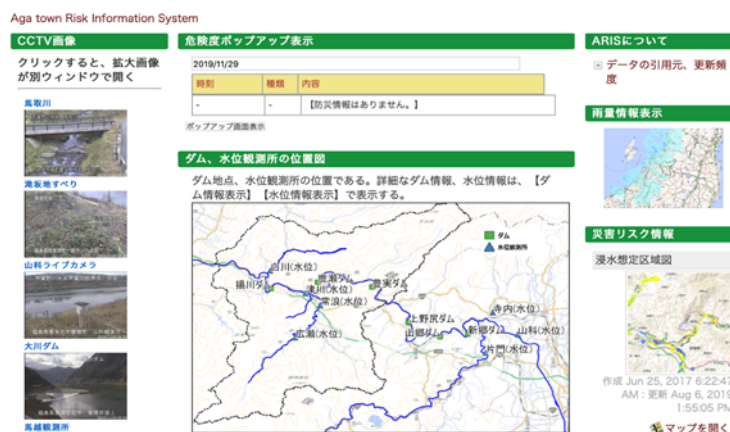 Aga town Risk Information System
CCTV画像
クリックすると、拡大画像
が別ウィンドウで開く
馬取川
滝坂地すべり
山科ライブカメラ
大川ダム
馬越観測所
危険度ポップアップ表示
2019/11/29
時刻 種類 内容
- - 【防災情報はありません。】
ポップアップ画面表示
ダム、水位観測所の位置図
ダム地点、水位観測所の位置である。詳細なダム情報、水位情報は、【ダ
ム情報表示】【水位情報表示】で表示する。
ダム
水位観測所
白川(水位)
揚川ダム
鹿瀬ダム
津川(水位)
豊実ダム
常浪(水位)
広瀬(水位)
上野尻ダム
山郷ダム
寺内(水位)
新郷ダム
山科(水位)
片門(水位)
ARISについて
データの引用元、更新頻
度
雨量情報表示
災害リスク情報
浸水想定区域図
作成 Jun 25, 2017 6:22:47
AM : 更新 Aug 6, 2019
1:55:05 PM
マップを開く